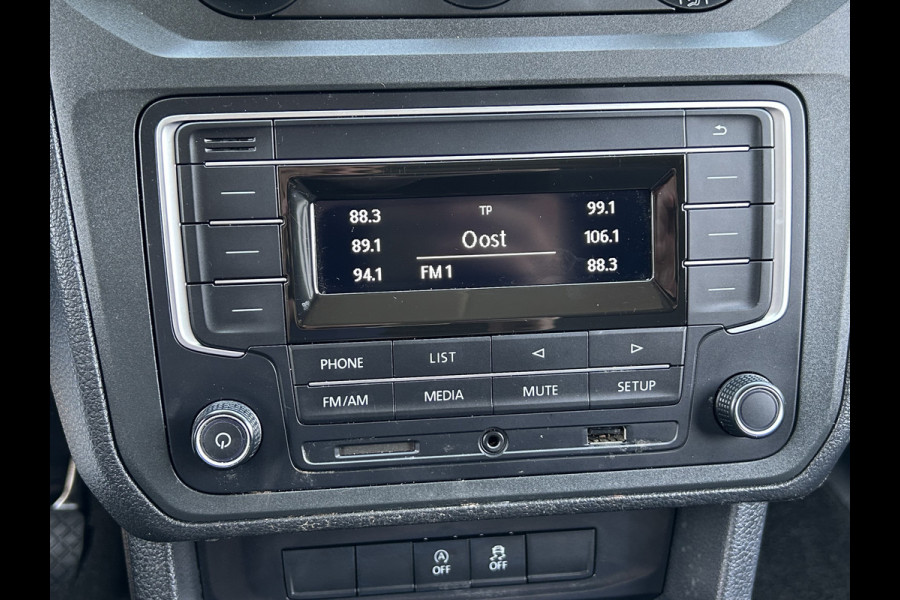 88.3 TP 99.1
89.1 Oost 106.1
94.1 FM 1 88.3
PHONE LIST
FM/AM MEDIA MUTE SETUP
A
OFF OFF